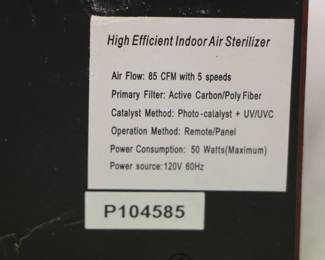 High Efficient Indoor Air Sterilizer
Air Flow: 85 CFM with 5 speeds
Primary Filter: Active Carbon/Poly Fiber
Catalyst Method: Photo-catalyst + UV/UVC
Operation Method: Remote/Panel
Power Consumption: 50 Watts(Maximum)
Power source:120V 60Hz
P104585